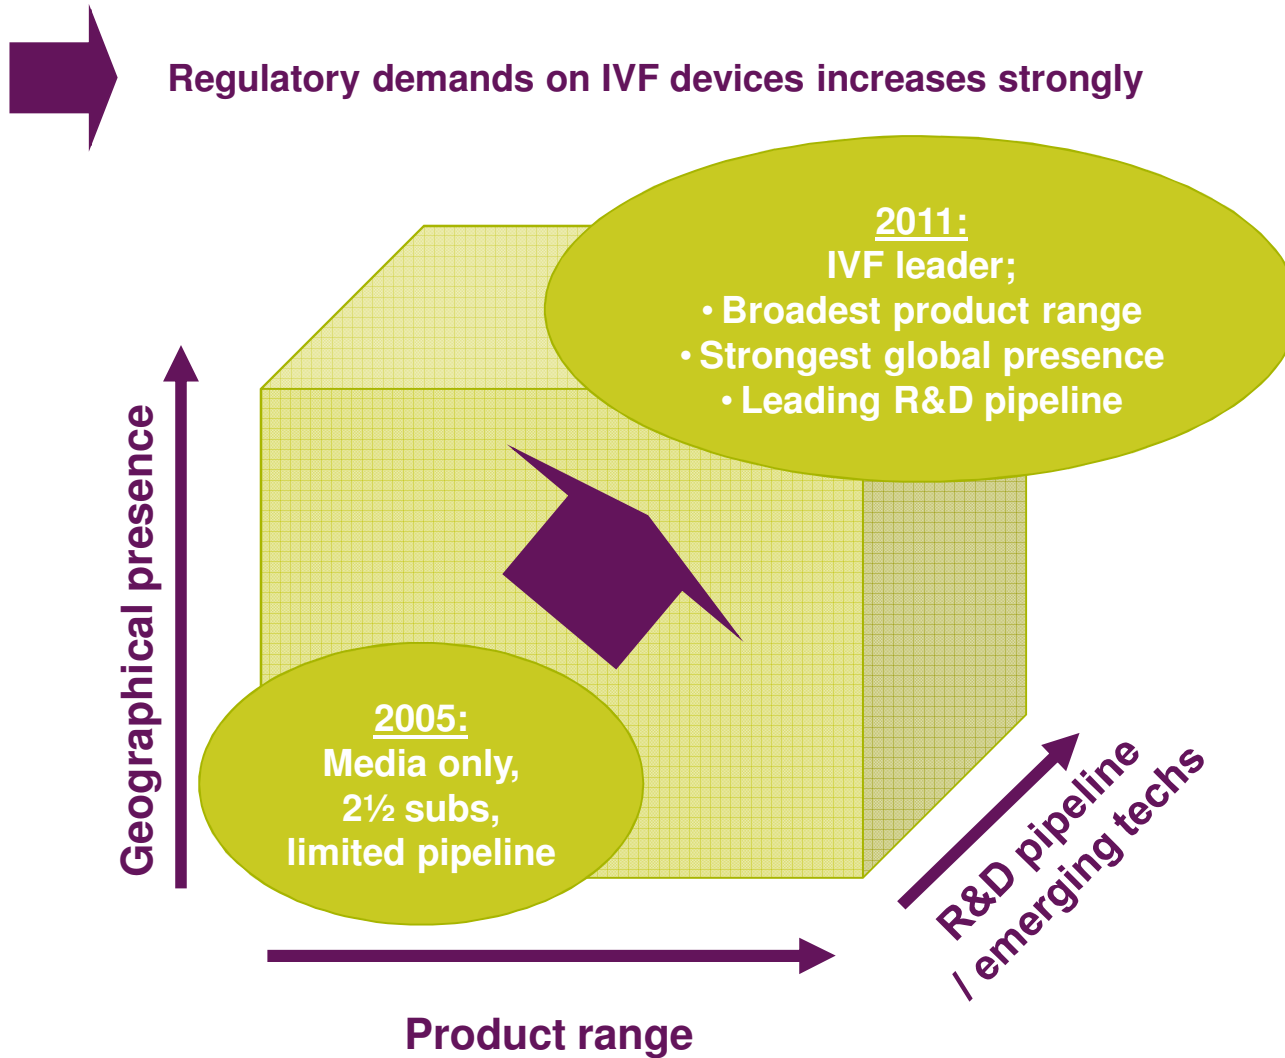 Regulatory demands on IVF devices increases strongly
2011:
IVF leader;
• Broadest product range
• Strongest global presence
• Leading R&D pipeline
Geographical presence
2005:
Media only,
2½ subs,
limited pipeline
R&D pipeline
/ emerging techs
Product range